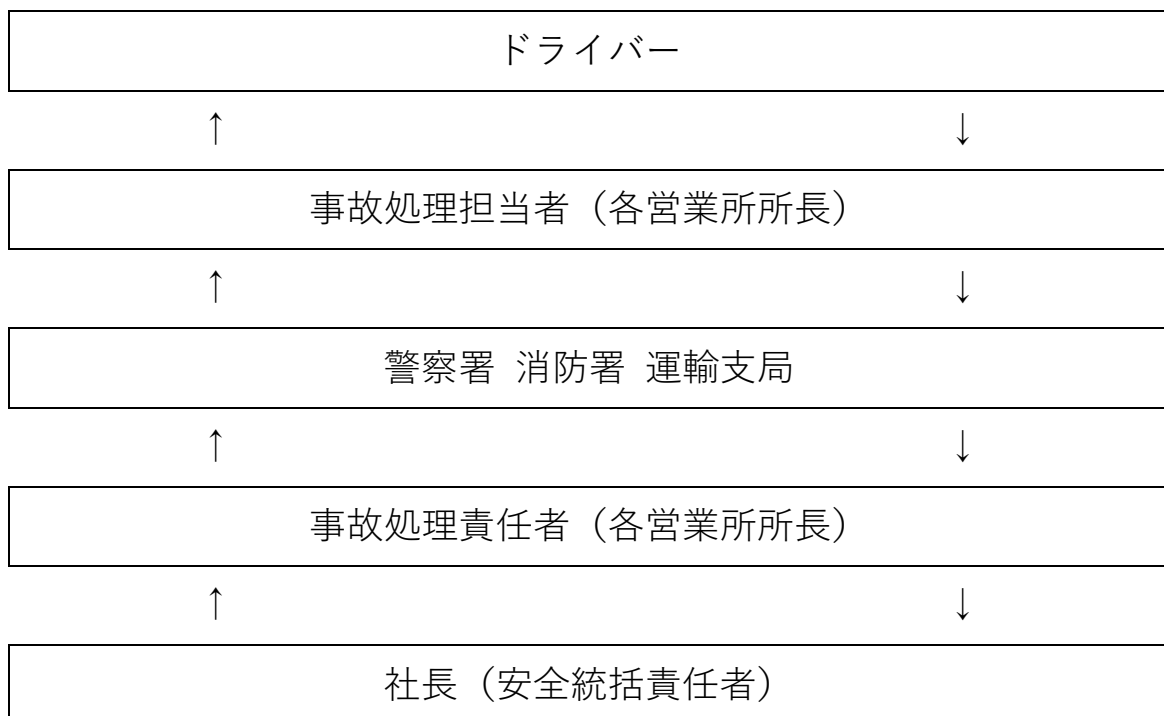 ドライバー
↑ ↓
事故処理担当者（各営業所所長）
↑ ↓
警察署 消防署 運輸支局
↑ ↓
事故処理責任者（各営業所所長）
↑ ↓
社長（安全統括責任者）